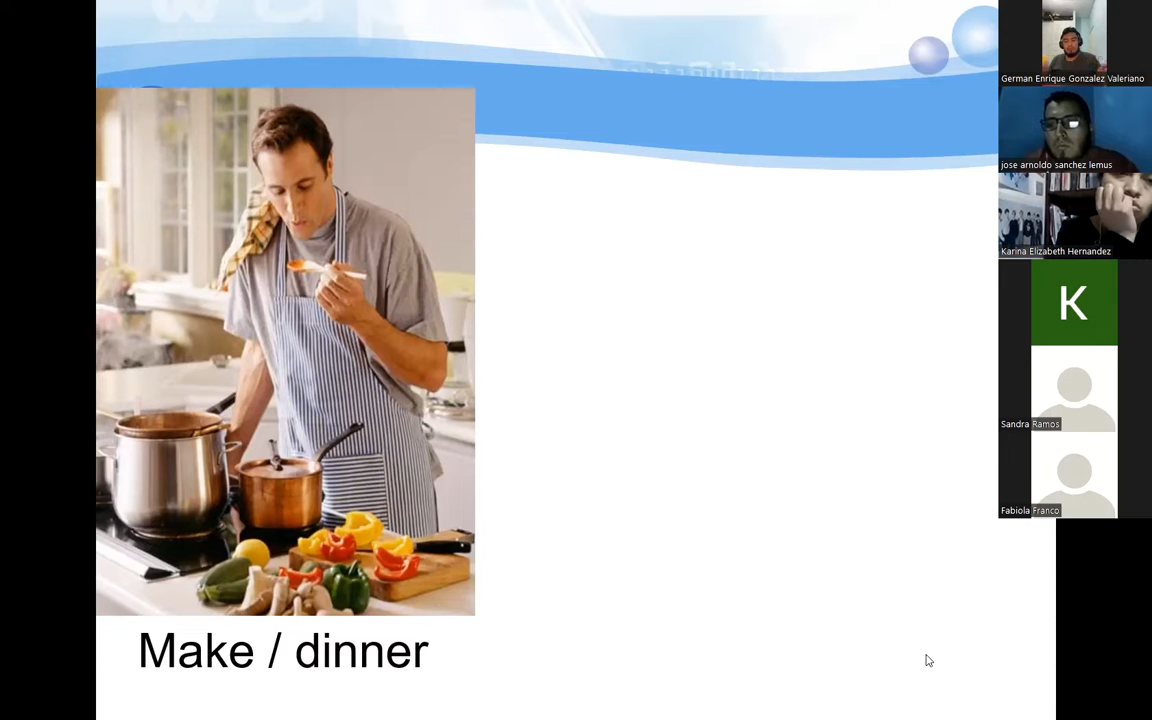 Make / dinner
German Enrique Gonzalez Valeriano
jose arnoldo sanchez lemus
Karina Elizabeth Hernandez
K
Sandra Ramos
Fabiola Franco